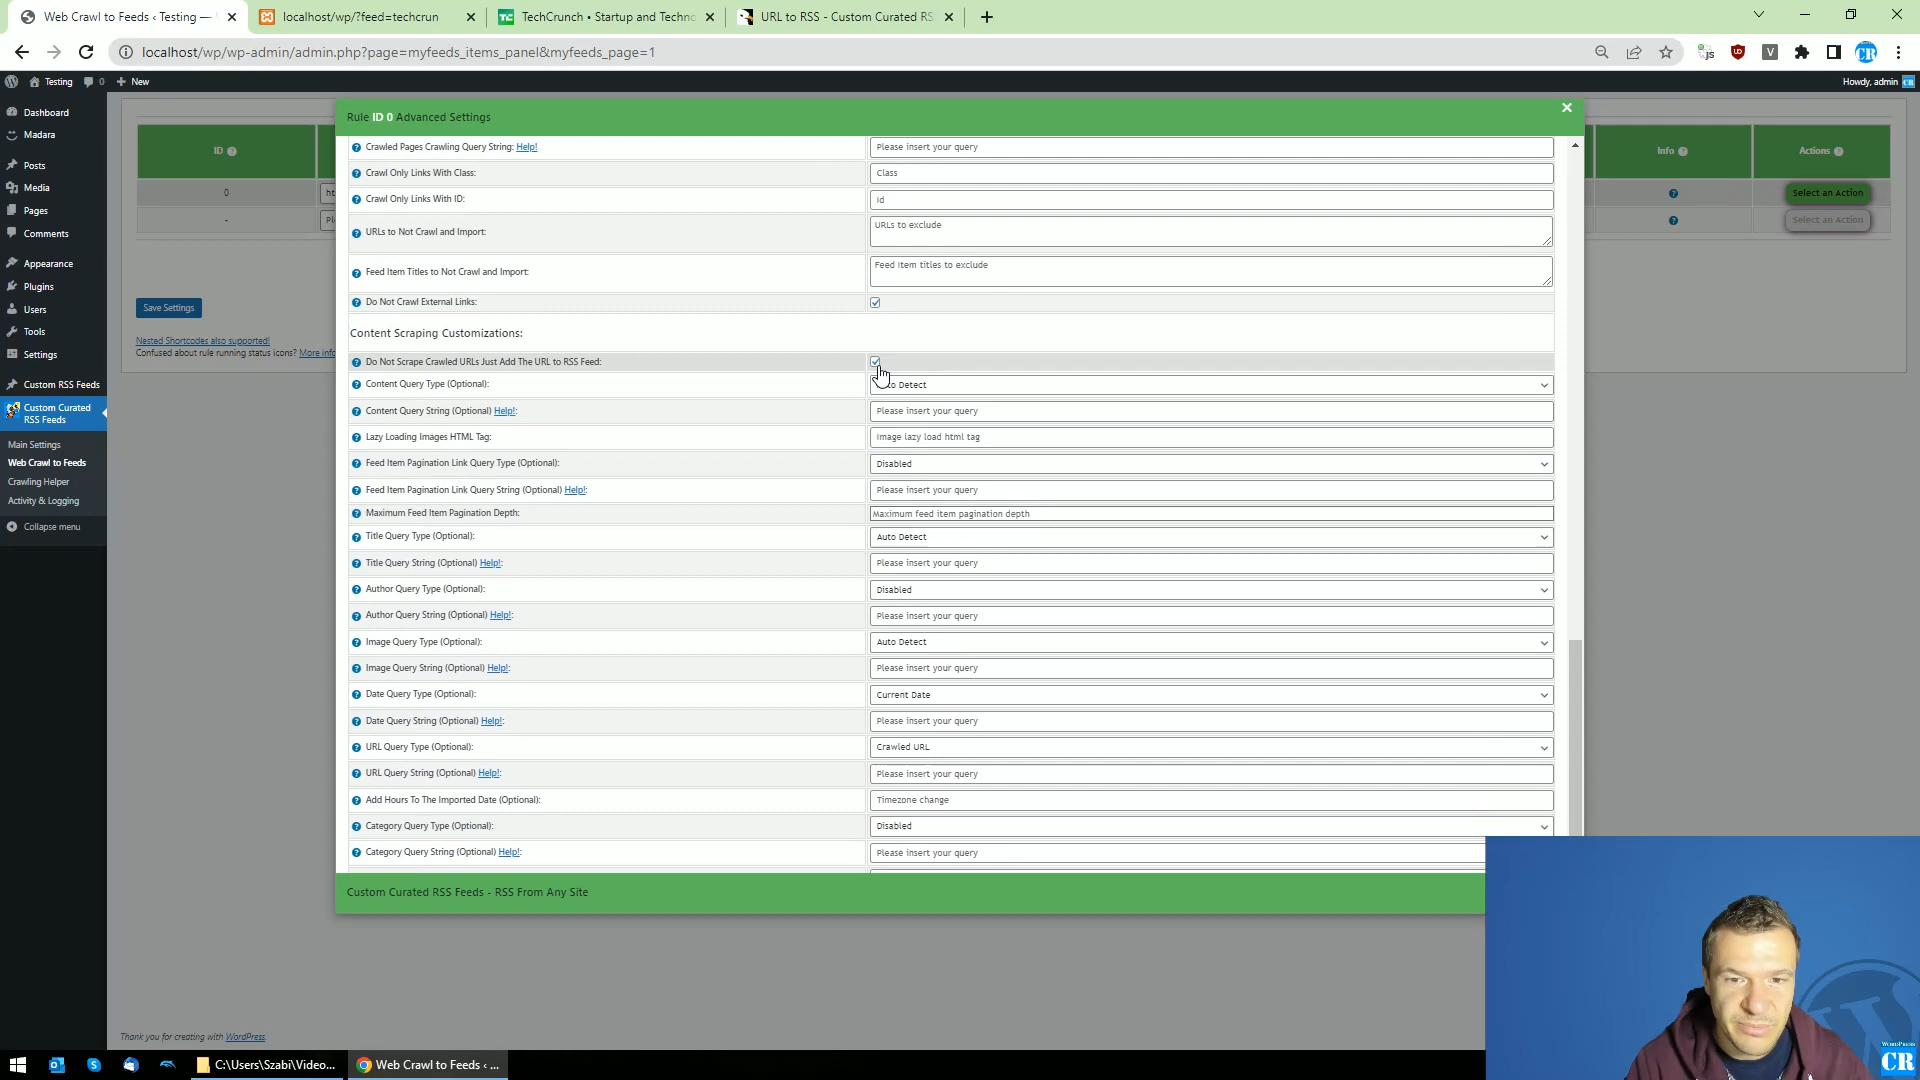 Web Crawl to Feeds ‹ Testing —
localhost/wp/?feed=techcrun
TechCrunch • Startup and Techno
URL to RSS - Custom Curated RS
localhost/wp/wp-admin/admin.php?page=myfeeds_items_panel&myfeeds_page=1
Testing
0
New
Howdy, admin
Dashboard
Madara
Posts
Media
Pages
Comments
Appearance
Plugins
Users
Tools
Settings
Custom RSS Feeds
Custom Curated
RSS Feeds
Main Settings
Web Crawl to Feeds
Crawling Helper
Activity & Logging
Collapse menu
ID
Info
Actions
0
ht
Select an Action
-
Pl
Select an Action
Save Settings
Nested Shortcodes also supported!
Confused about rule running status icons? More info
Rule ID 0 Advanced Settings
Crawled Pages Crawling Query String: Help!
Please insert your query
Crawl Only Links With Class:
Class
Crawl Only Links With ID:
Id
URLs to Not Crawl and Import:
URLs to exclude
Feed Item Titles to Not Crawl and Import:
Feed item titles to exclude
Do Not Crawl External Links:
Content Scraping Customizations:
Do Not Scrape Crawled URLs Just Add The URL to RSS Feed:
Content Query Type (Optional):
to Detect
Content Query String (Optional) Help!:
Please insert your query
Lazy Loading Images HTML Tag:
Image lazy load html tag
Feed Item Pagination Link Query Type (Optional):
Disabled
Feed Item Pagination Link Query String (Optional) Help!:
Please insert your query
Maximum Feed Item Pagination Depth:
Maximum feed item pagination depth
Title Query Type (Optional):
Auto Detect
Title Query String (Optional) Help!:
Please insert your query
Author Query Type (Optional):
Disabled
Author Query String (Optional) Help!:
Please insert your query
Image Query Type (Optional):
Auto Detect
Image Query String (Optional) Help!:
Please insert your query
Date Query Type (Optional):
Current Date
Date Query String (Optional) Help!:
Please insert your query
URL Query Type (Optional):
Crawled URL
URL Query String (Optional) Help!:
Please insert your query
Add Hours To The Imported Date (Optional):
Timezone change
Category Query Type (Optional):
Disabled
Category Query String (Optional) Help!:
Please insert your query
Custom Curated RSS Feeds - RSS From Any Site
Thank you for creating with WordPress.
C:\Users\Szabi\Video...
Web Crawl to Feeds ‹ ...
WORDPRESS
CR